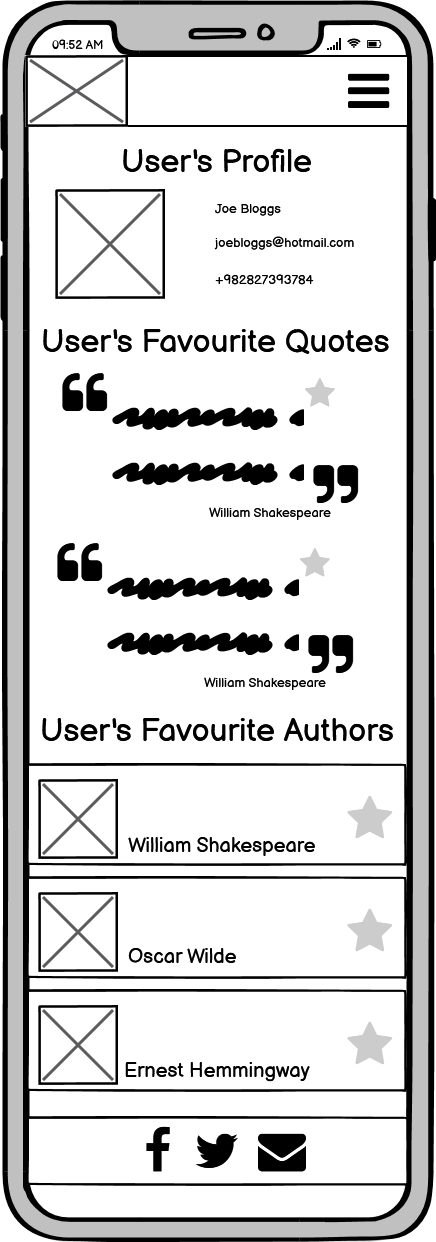 09:52 AM
User's Profile
Joe Bloggs
joebloggs@hotmail.com
+982827393784
User's Favourite Quotes
William Shakespeare
William Shakespeare
User's Favourite Authors
William Shakespeare
Oscar Wilde
Ernest Hemmingway